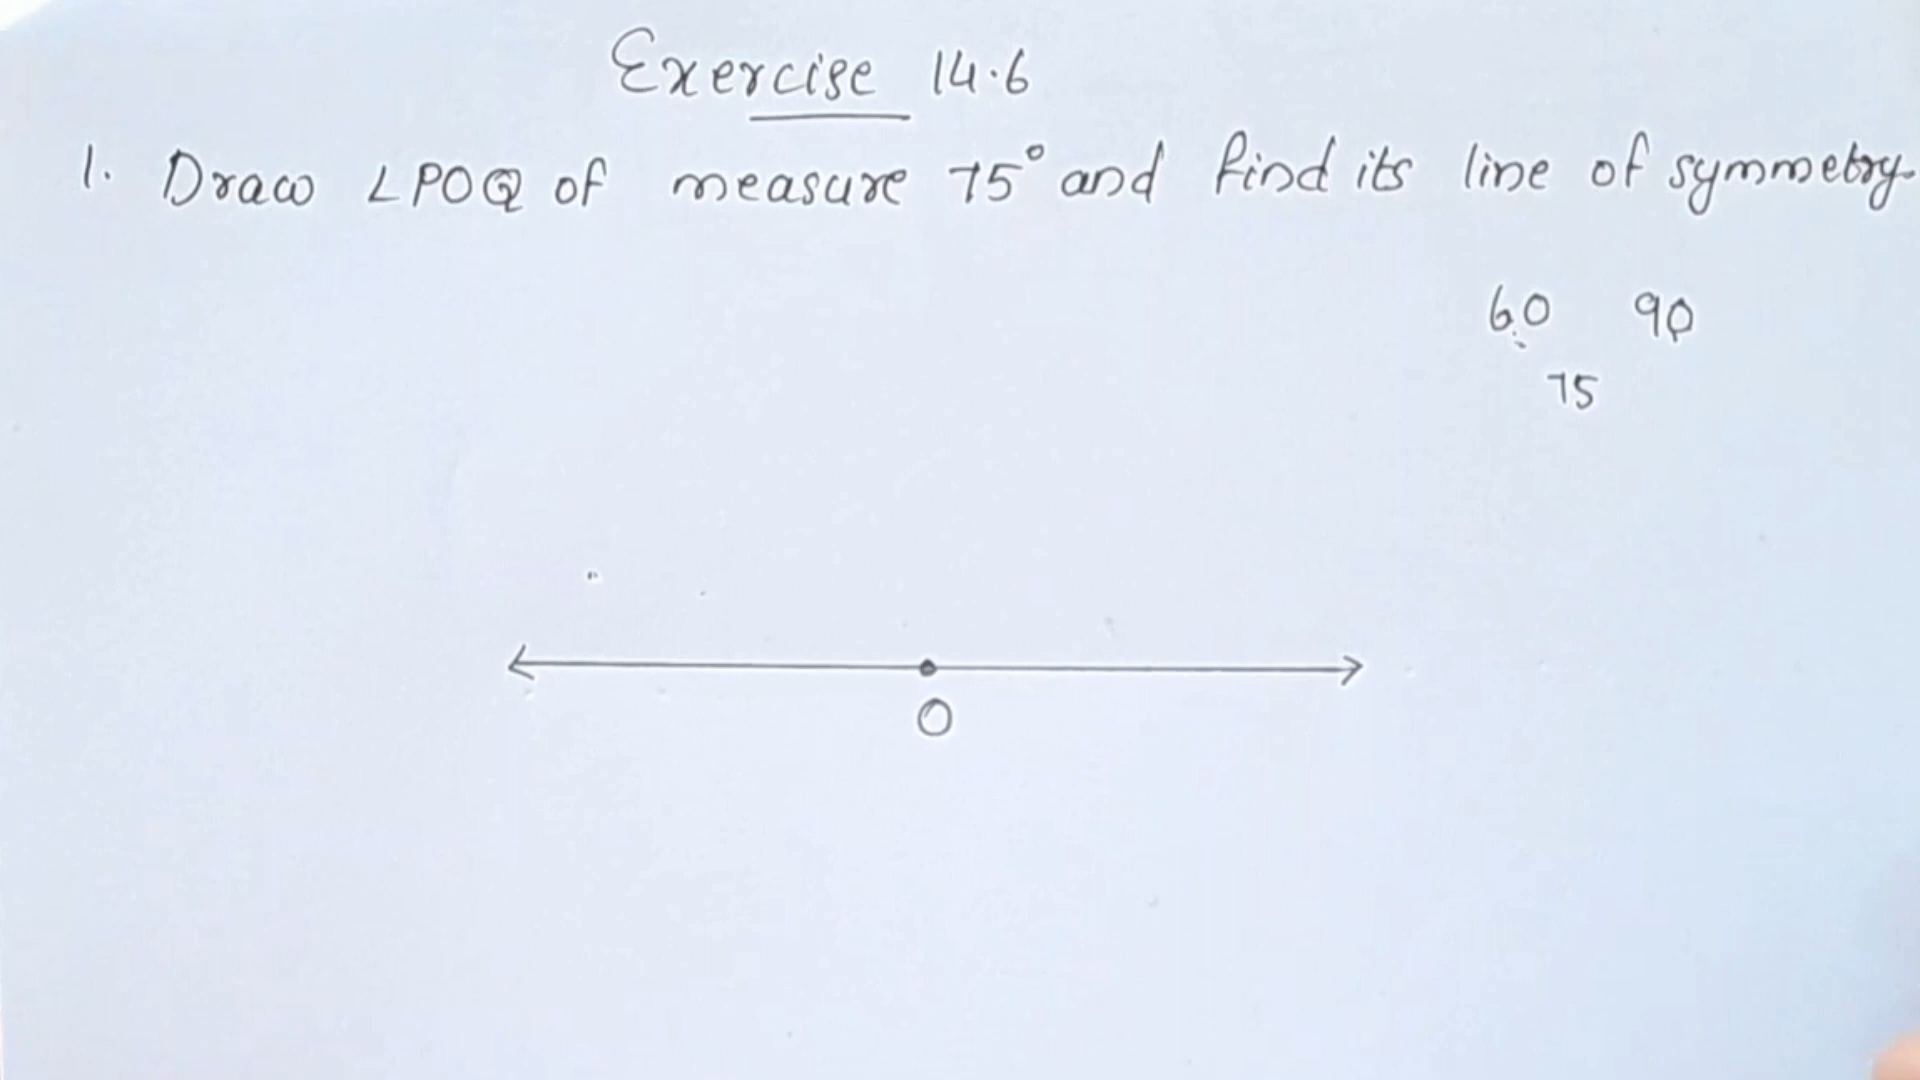 Exercise 14.6
1. Draw ∠POQ of measure 75° and find its line of symmetry.
60 90
75
O